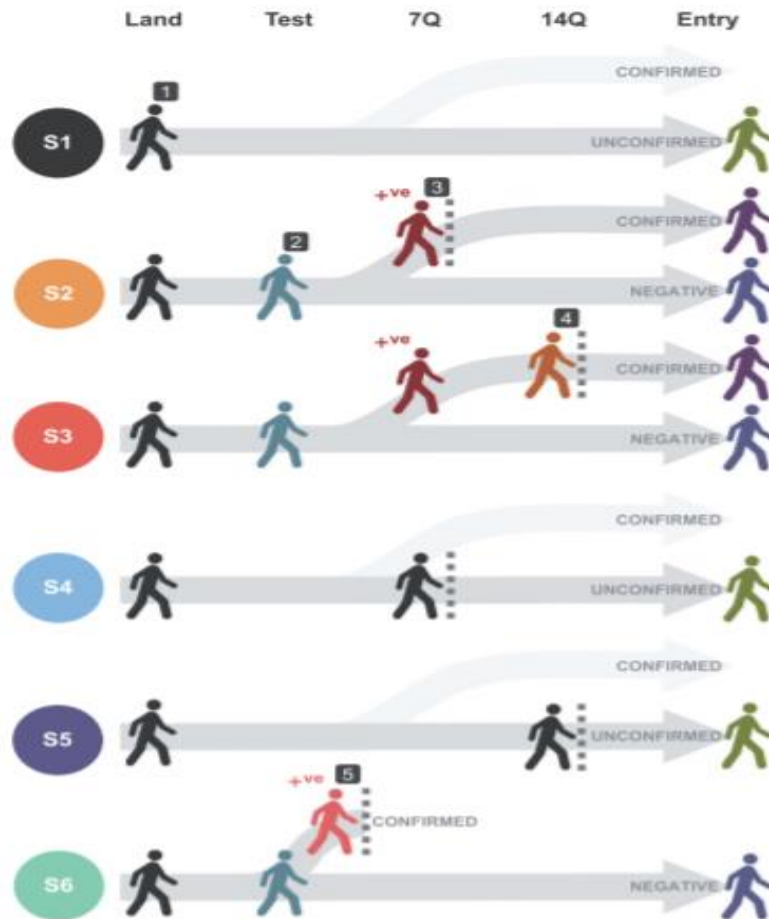 Land Test 7Q 14Q Entry
CONFIRMED
1
S1
UNCONFIRMED
+ve 3
CONFIRMED
2
S2
NEGATIVE
+ve 4
CONFIRMED
S3
NEGATIVE
CONFIRMED
S4
UNCONFIRMED
CONFIRMED
S5
UNCONFIRMED
+ve 5
CONFIRMED
S6
NEGATIVE